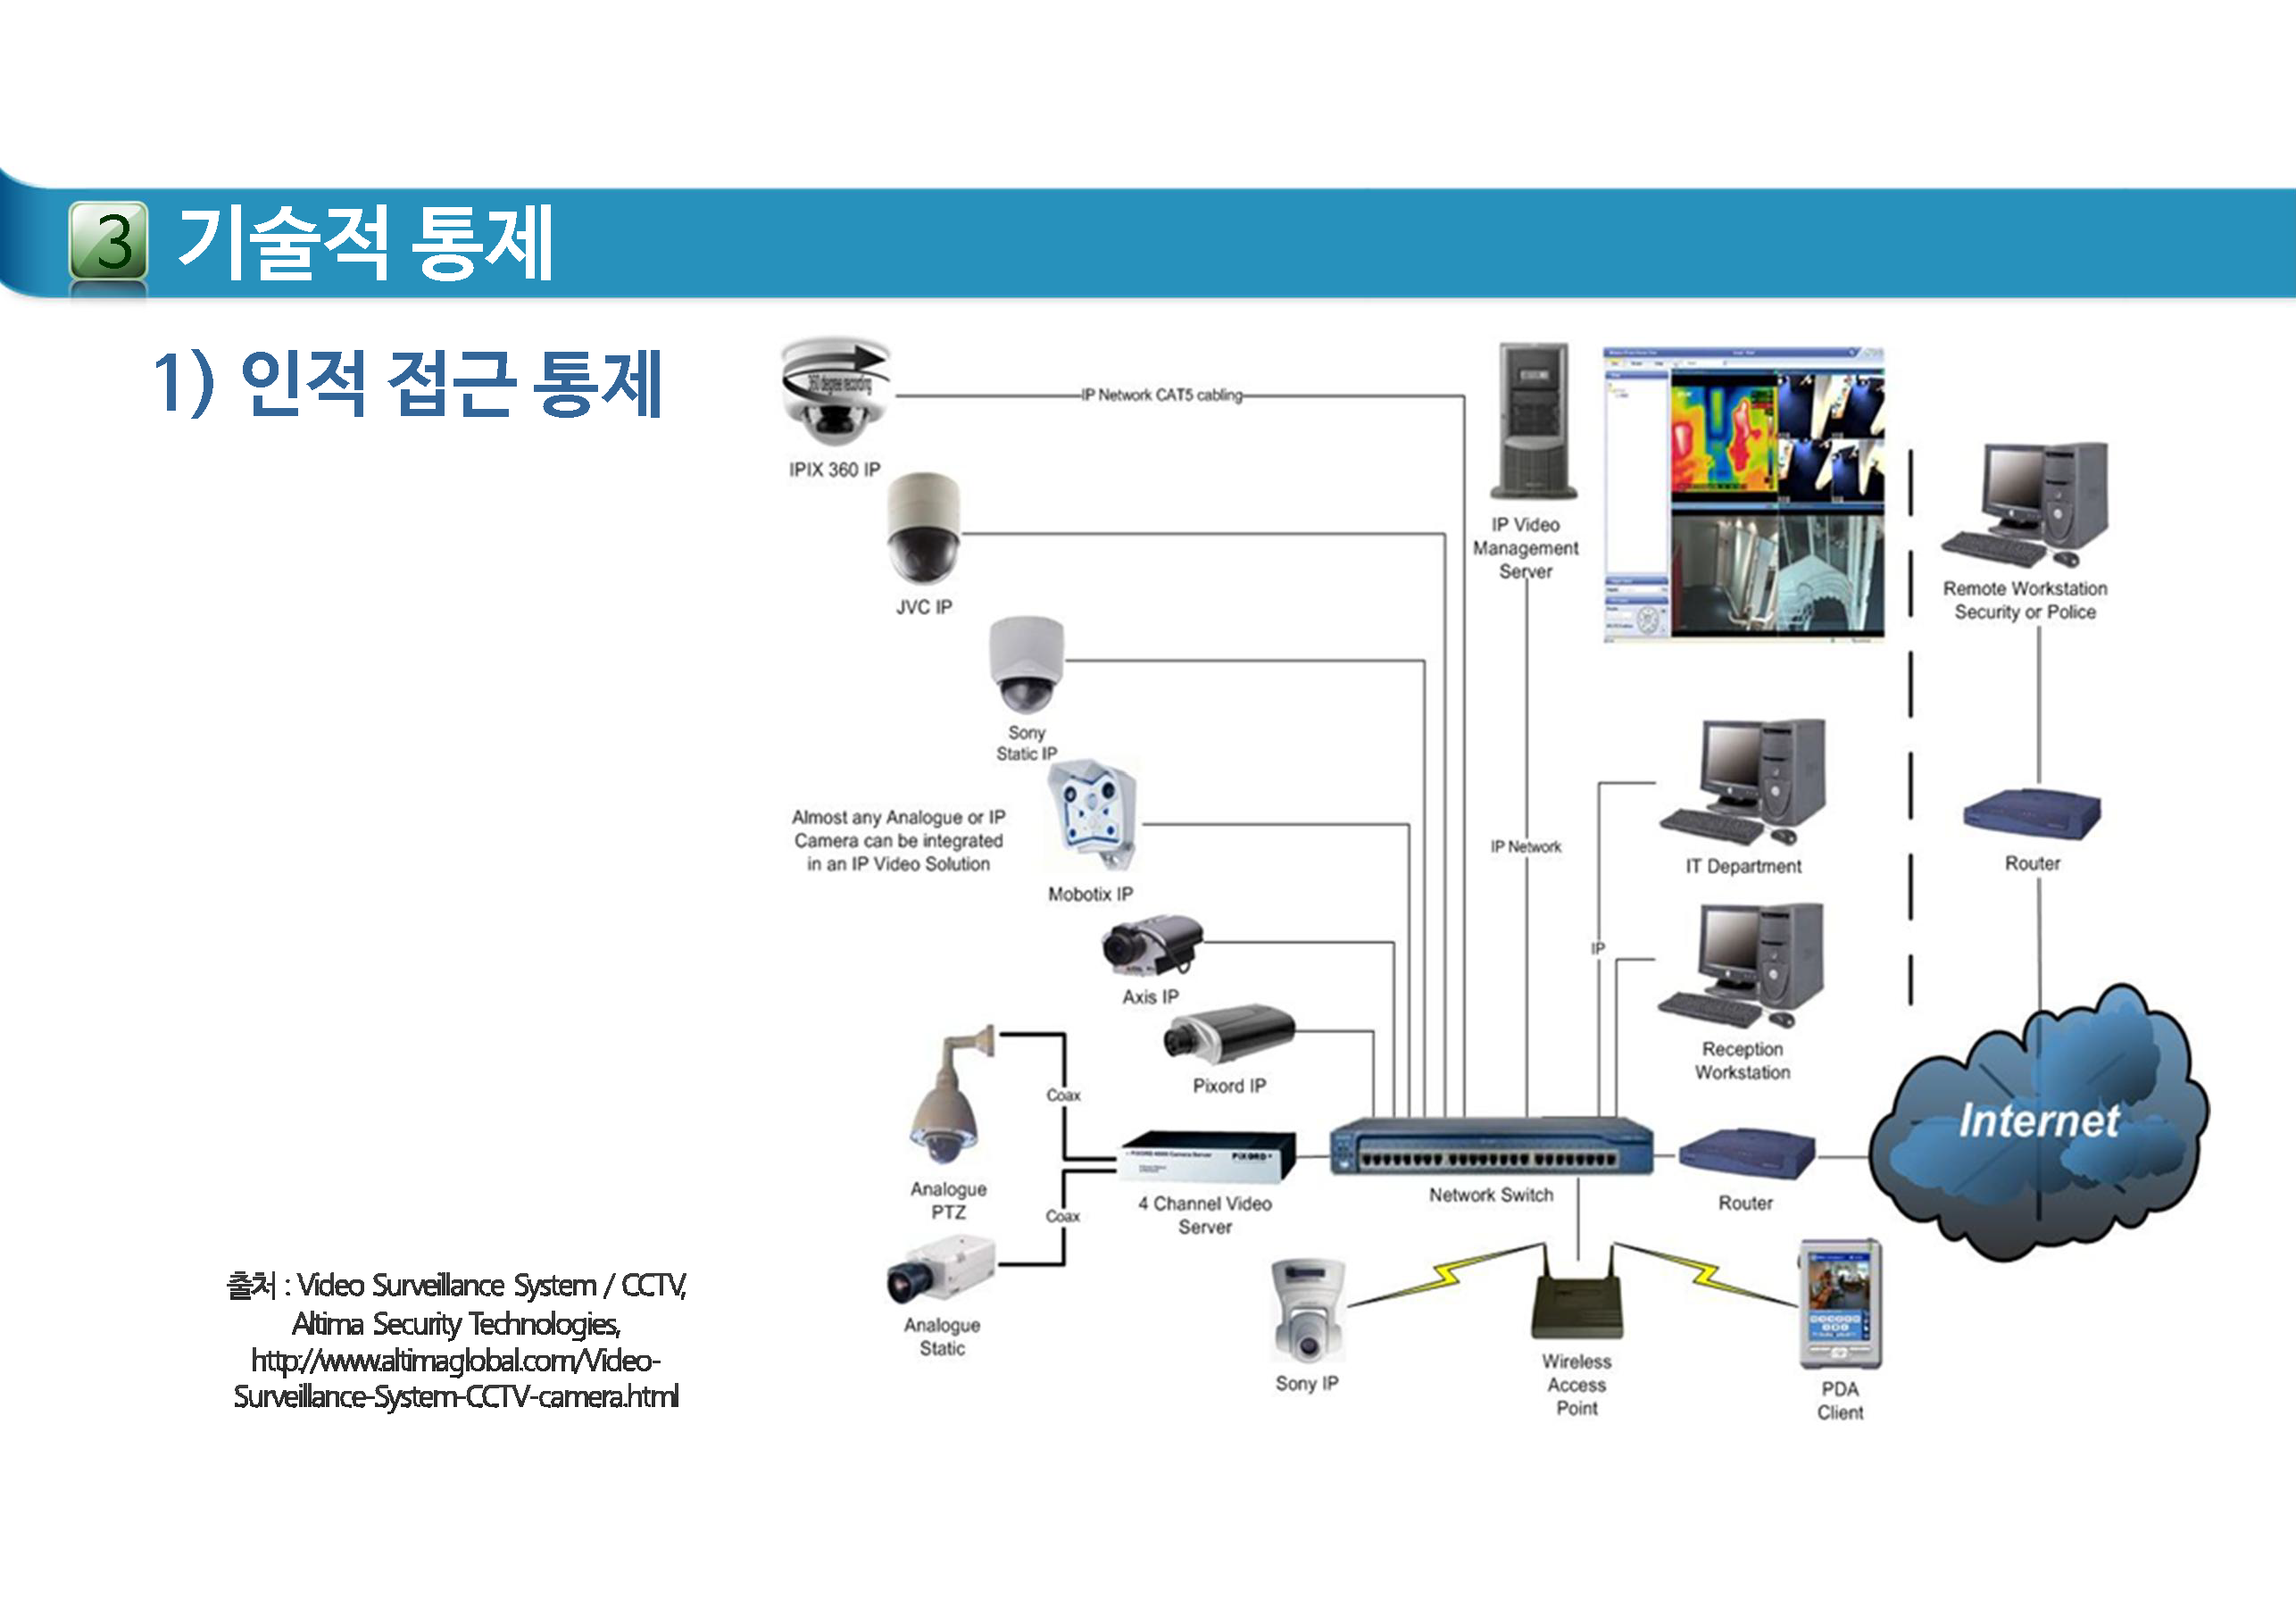 3 기술적 통제
1) 인적 접근 통제
360 degree recording
IPIX 360 IP
IP Network CAT5 cabling
JVC IP
Sony
Static IP
Almost any Analogue or IP
Camera can be integrated
in an IP Video Solution
Mobotix IP
Axis IP
Pixord IP
Analogue
PTZ
Coax
Coax
Analogue
Static
PIXORD
4 Channel Video
Server
IP Video
Management
Server
IP Network
Network Switch
IP
IT Department
Reception
Workstation
Remote Workstation
Security or Police
Router
Internet
Router
Sony IP
Wireless
Access
Point
PDA
Client
출처 : Video Surveillance System / CCTV,
Altima Security Technologies,
http://www.altimaglobal.com/Video-
Surveillance-System-CCTV-camera.html